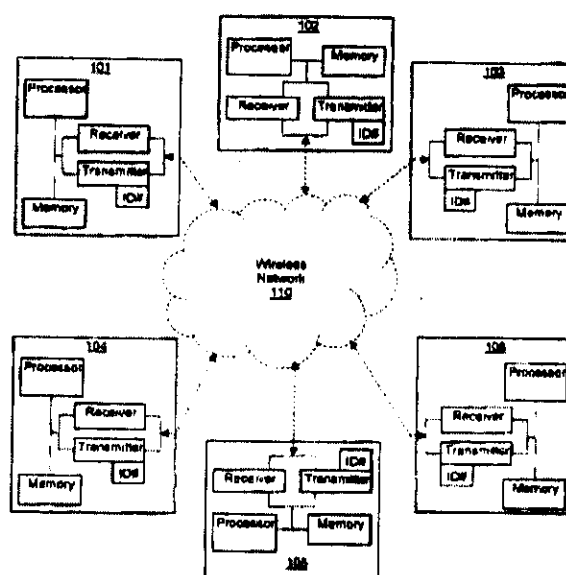 101
Processor
Receiver
Transmitter
ID#
Memory
102
Processor
Memory
Receiver
Transmitter
ID#
103
Processor
Receiver
Transmitter
ID#
Memory
Wireless
Network
110
104
Processor
Receiver
Transmitter
ID#
Memory
ID#
Receiver
Transmitter
Processor
Memory
Processor
Receiver
Transmitter
ID#
Memory